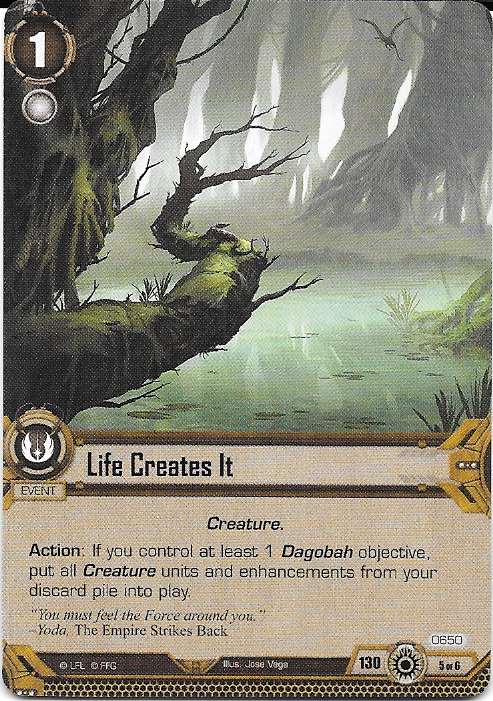 1
Life Creates It
EVENT
Creature.
Action: If you control at least 1 Dagobah objective,
put all Creature units and enhancements from your
discard pile into play.
"You must feel the Force around you."
–Yoda, The Empire Strikes Back
0650
© LFL © FFG
Illus. Jose Vega
130
5 of 6